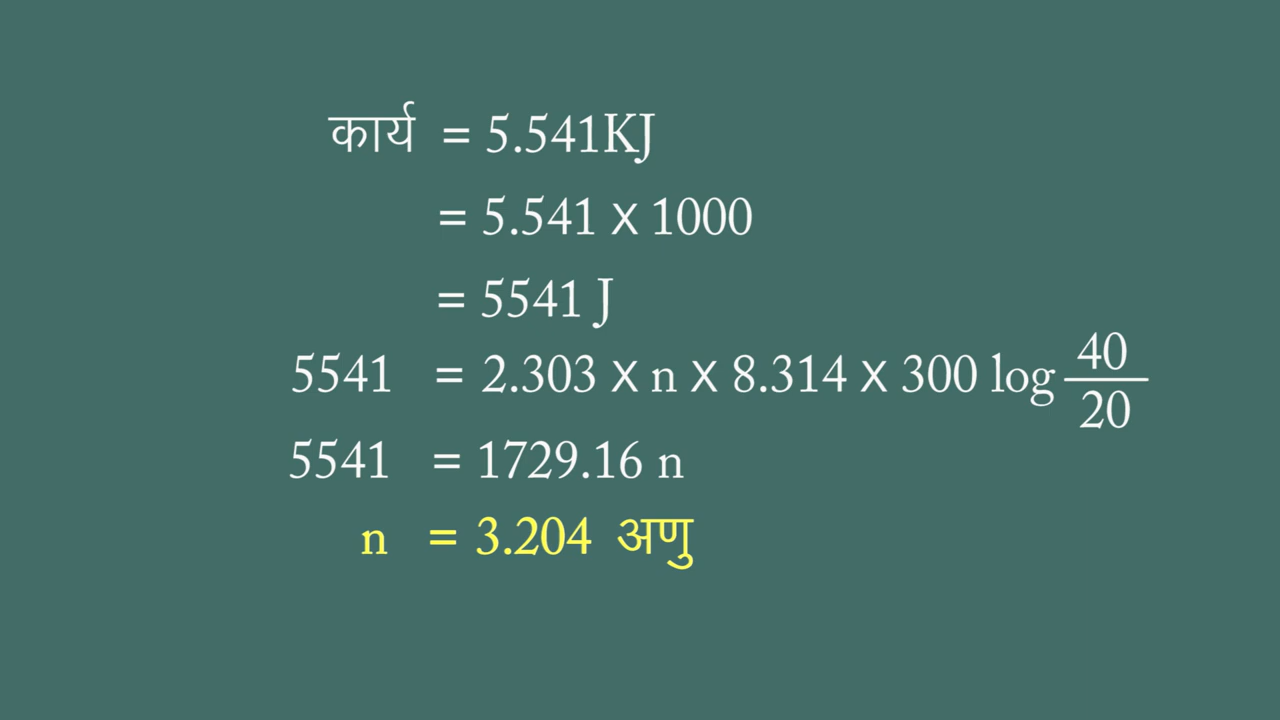 कार्य = 5.541KJ
= 5.541 x 1000
= 5541 J
5541 = 2.303 x n x 8.314 x 300 log 40/20
5541 = 1729.16 n
n = 3.204 अणु